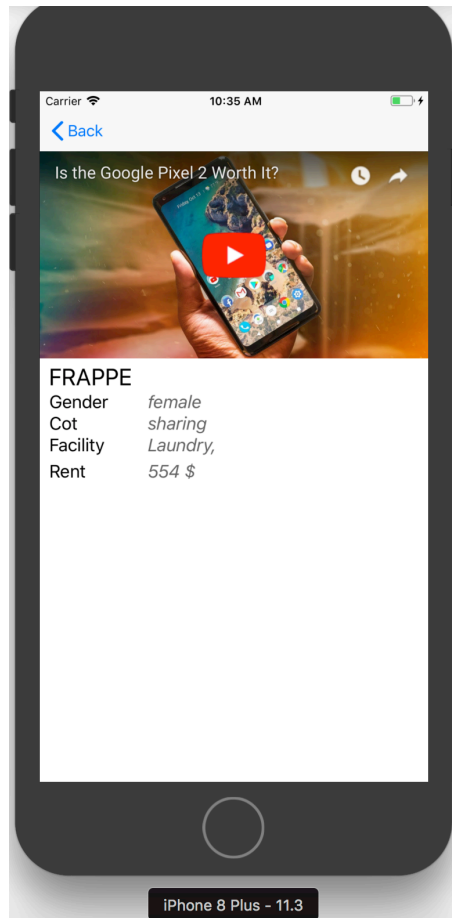 Carrier 10:35 AM
Back
Is the Google Pixel 2 Worth It?
FRAPPE
Gender female
Cot sharing
Facility Laundry,
Rent 554 $
iPhone 8 Plus - 11.3